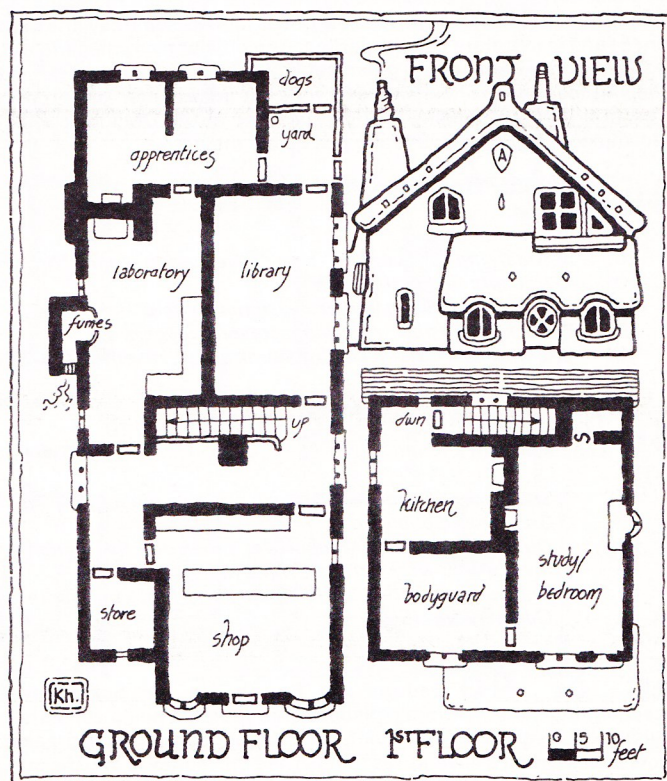 FRONT VIEW
A
dogs
yard
apprentices
laboratory
library
fumes
up
dwn
kitchen
study/
bedroom
bodyguard
S
store
shop
Kh.
GROUND FLOOR
1ST FLOOR
0 5 10
feet